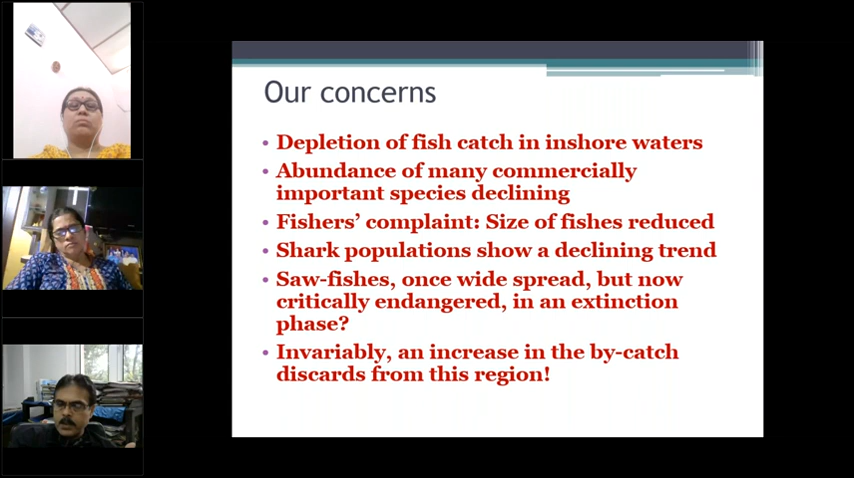 Our concerns
• Depletion of fish catch in inshore waters
• Abundance of many commercially
important species declining
• Fishers’ complaint: Size of fishes reduced
• Shark populations show a declining trend
• Saw-fishes, once wide spread, but now
critically endangered, in an extinction
phase?
• Invariably, an increase in the by-catch
discards from this region!